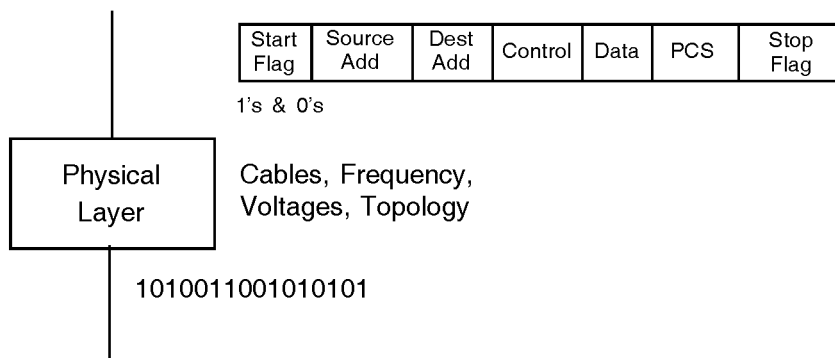 Start Flag
Source Add
Dest Add
Control
Data
PCS
Stop Flag
1's & 0's
Physical
Layer
Cables, Frequency,
Voltages, Topology
1010011001010101